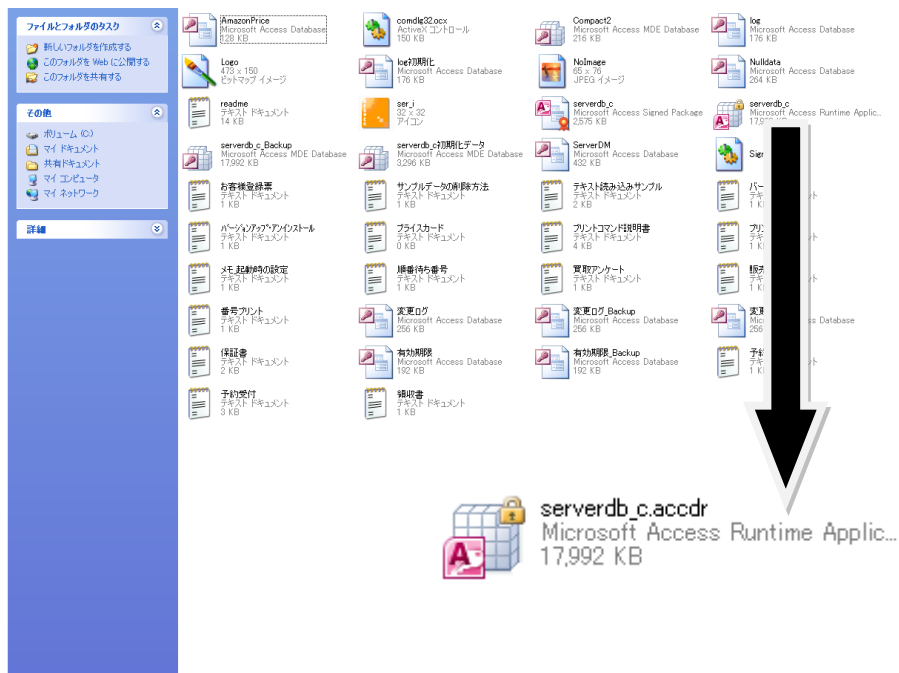 ファイルとフォルダのタスク
新しいフォルダを作成する
このフォルダを Web に公開する
このフォルダを共有する
その他
ボリューム (C:)
マイ ドキュメント
共有ドキュメント
マイ コンピュータ
マイ ネットワーク
詳細
AmazonPrice
Microsoft Access Database
128 KB
comdlg32.ocx
ActiveX コントロール
150 KB
Compact2
Microsoft Access MDE Database
216 KB
log
Microsoft Access Database
176 KB
Logo
473 x 150
ビットマップ イメージ
log初期化
Microsoft Access Database
176 KB
NoImage
65 x 76
JPEG イメージ
Nulldata
Microsoft Access Database
264 KB
readme
テキスト ドキュメント
14 KB
ser_i
32 x 32
アイコン
serverdb_c
Microsoft Access Signed Package
2,575 KB
serverdb_c
Microsoft Access Runtime Applic...
serverdb_c_Backup
Microsoft Access MDE Database
17,992 KB
serverdb_c初期化データ
Microsoft Access MDE Database
3,296 KB
ServerDM
Microsoft Access Database
432 KB
お客様登録票
テキスト ドキュメント
1 KB
サンプルデータの削除方法
テキスト ドキュメント
1 KB
テキスト読み込みサンプル
テキスト ドキュメント
2 KB
バージョンアップ・アンインストール
テキスト ドキュメント
1 KB
プライスカード
テキスト ドキュメント
0 KB
プリントコマンド説明書
テキスト ドキュメント
4 KB
メモ_起動時の設定
テキスト ドキュメント
1 KB
順番待ち番号
テキスト ドキュメント
1 KB
買取アンケート
テキスト ドキュメント
1 KB
番号プリント
テキスト ドキュメント
1 KB
変更ログ
Microsoft Access Database
256 KB
変更ログ_Backup
Microsoft Access Database
256 KB
保証書
テキスト ドキュメント
2 KB
有効期限
Microsoft Access Database
192 KB
有効期限_Backup
Microsoft Access Database
192 KB
予約受付
テキスト ドキュメント
3 KB
領収書
テキスト ドキュメント
1 KB
serverdb_c.accdr
Microsoft Access Runtime Applic...
17,992 KB